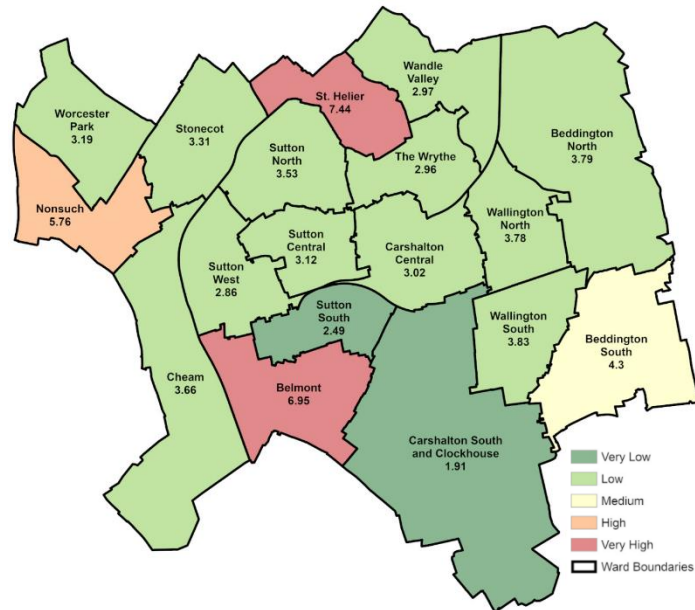 Worcester
Park
3.19
Stonecot
3.31
St. Helier
7.44
Wandle
Valley
2.97
Beddington
North
3.79
Nonsuch
5.76
Sutton
North
3.53
The Wrythe
2.96
Wallington
North
3.78
Sutton
West
2.86
Sutton
Central
3.12
Carshalton
Central
3.02
Sutton
South
2.49
Wallington
South
3.83
Beddington
South
4.3
Cheam
3.66
Belmont
6.95
Carshalton South
and Clockhouse
1.91
Very Low
Low
Medium
High
Very High
Ward Boundaries